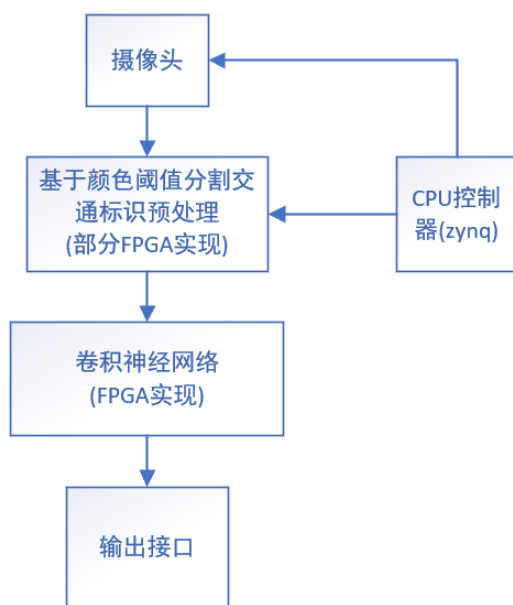 摄像头
基于颜色阈值分割交
通标识预处理
(部分FPGA实现)
CPU控制
器(zynq)
卷积神经网络
(FPGA实现)
输出接口